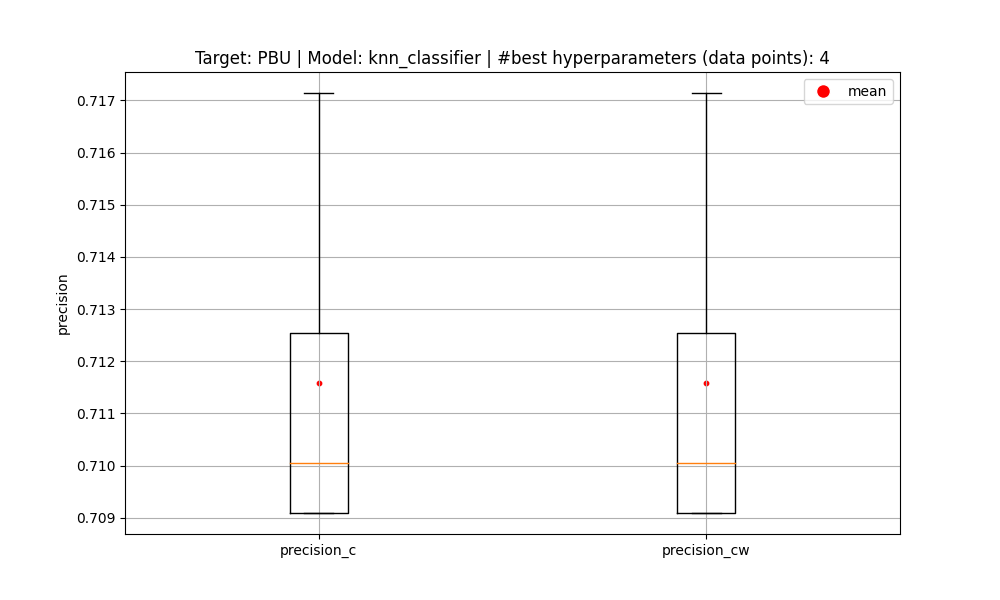 Target: PBU | Model: knn_classifier | #best hyperparameters (data points): 4
mean
0.717
0.716
0.715
0.714
0.713
0.712
0.711
0.710
0.709
precision
precision_c
precision_cw